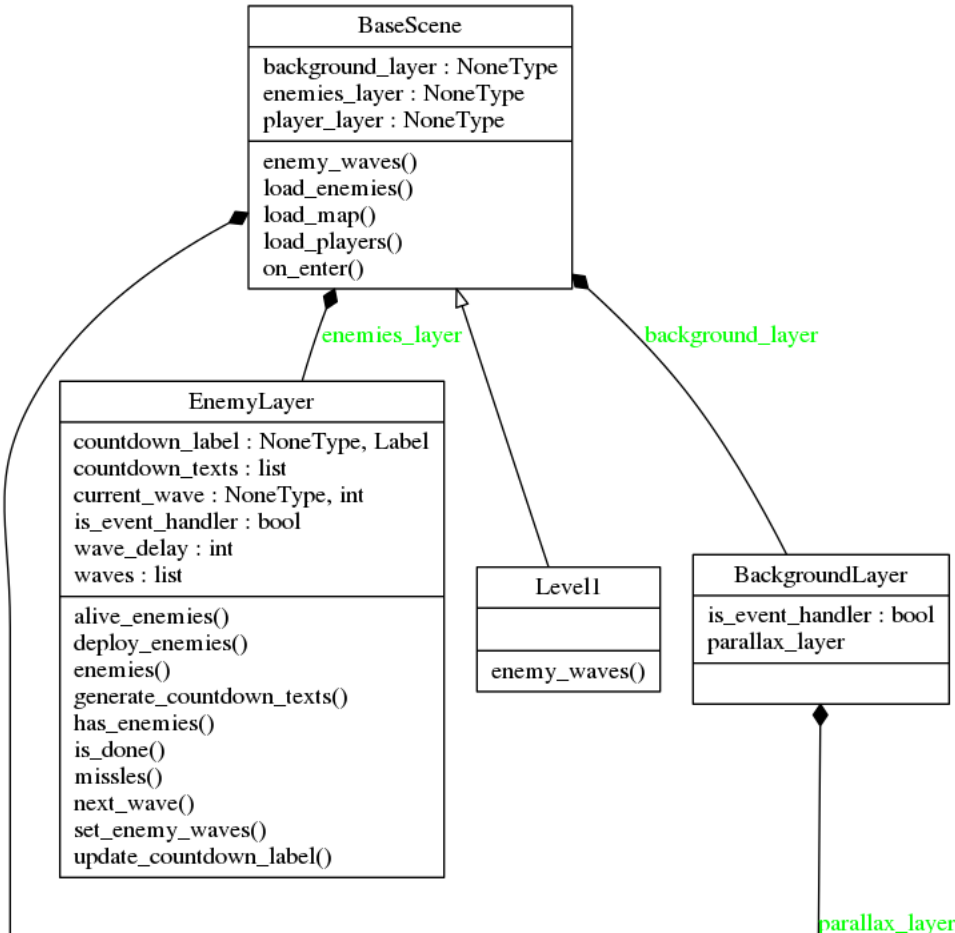 BaseScene
background_layer : NoneType
enemies_layer : NoneType
player_layer : NoneType
enemy_waves()
load_enemies()
load_map()
load_players()
on_enter()
enemies_layer
background_layer
EnemyLayer
countdown_label : NoneType, Label
countdown_texts : list
current_wave : NoneType, int
is_event_handler : bool
wave_delay : int
waves : list
alive_enemies()
deploy_enemies()
enemies()
generate_countdown_texts()
has_enemies()
is_done()
missles()
next_wave()
set_enemy_waves()
update_countdown_label()
Level1
enemy_waves()
BackgroundLayer
is_event_handler : bool
parallax_layer
parallax_layer